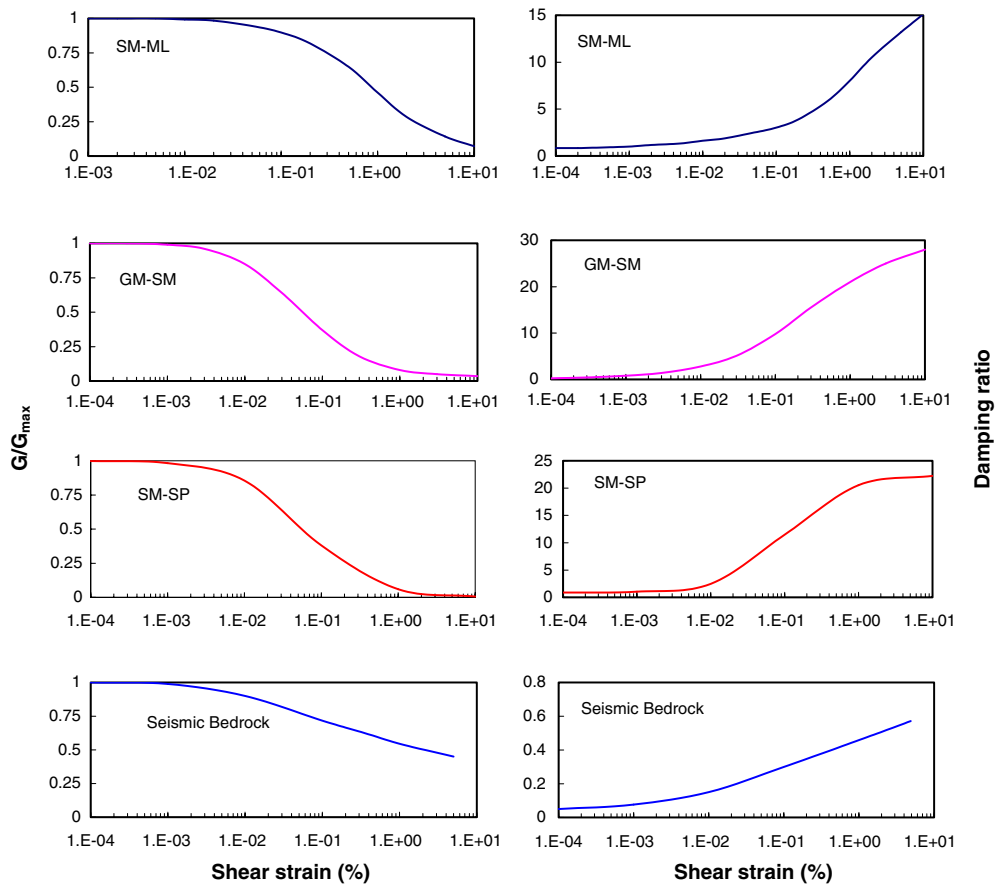 1
0.75
0.5
0.25
0
SM-ML
1.E-03 1.E-02 1.E-01 1.E+00 1.E+01
15
10
5
0
SM-ML
1.E-04 1.E-03 1.E-02 1.E-01 1.E+00 1.E+01
1
0.75
0.5
0.25
0
GM-SM
1.E-04 1.E-03 1.E-02 1.E-01 1.E+00 1.E+01
30
20
10
0
GM-SM
1.E-04 1.E-03 1.E-02 1.E-01 1.E+00 1.E+01
G/Gmax
Damping ratio
1
0.75
0.5
0.25
0
SM-SP
1.E-04 1.E-03 1.E-02 1.E-01 1.E+00 1.E+01
25
20
15
10
5
0
SM-SP
1.E-04 1.E-03 1.E-02 1.E-01 1.E+00 1.E+01
1
0.75
0.5
0.25
0
Seismic Bedrock
1.E-04 1.E-03 1.E-02 1.E-01 1.E+00 1.E+01
Shear strain (%)
0.8
0.6
0.4
0.2
0
Seismic Bedrock
1.E-04 1.E-03 1.E-02 1.E-01 1.E+00 1.E+01
Shear strain (%)